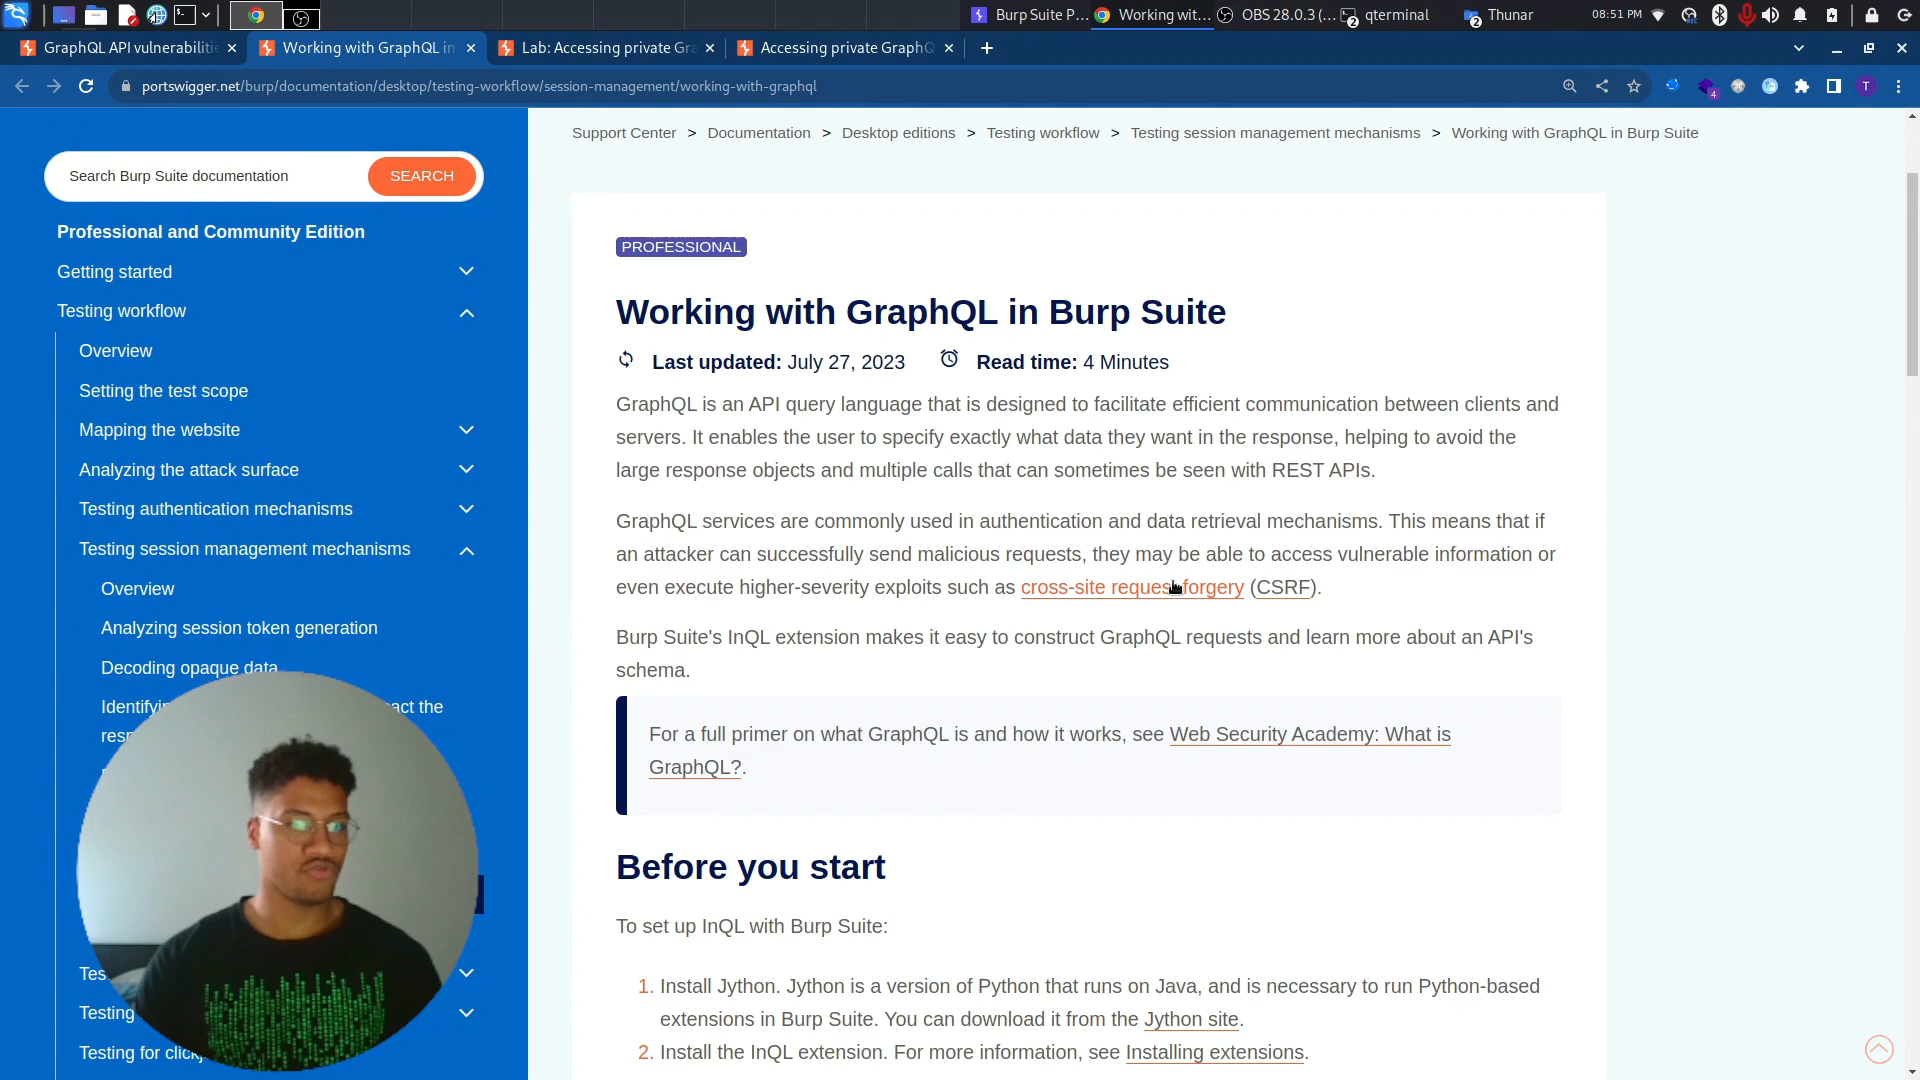 Burp Suite P...
Working wit...
OBS 28.0.3 (...
2
qterminal
2
Thunar
08:51 PM
GraphQL API vulnerabilitie
Working with GraphQL in
Lab: Accessing private Gra
Accessing private GraphQ
portswigger.net/burp/documentation/desktop/testing-workflow/session-management/working-with-graphql
4
T
Support Center > Documentation > Desktop editions > Testing workflow > Testing session management mechanisms > Working with GraphQL in Burp Suite
Search Burp Suite documentation
SEARCH
Professional and Community Edition
Getting started
Testing workflow
Overview
Setting the test scope
Mapping the website
Analyzing the attack surface
Testing authentication mechanisms
Testing session management mechanisms
Overview
Analyzing session token generation
Decoding opaque data
Identifyin
act the
resp
Tes
Testing
Testing for clickj
PROFESSIONAL
Working with GraphQL in Burp Suite
Last updated: July 27, 2023 Read time: 4 Minutes
GraphQL is an API query language that is designed to facilitate efficient communication between clients and
servers. It enables the user to specify exactly what data they want in the response, helping to avoid the
large response objects and multiple calls that can sometimes be seen with REST APIs.
GraphQL services are commonly used in authentication and data retrieval mechanisms. This means that if
an attacker can successfully send malicious requests, they may be able to access vulnerable information or
even execute higher-severity exploits such as cross-site request forgery (CSRF).
Burp Suite's InQL extension makes it easy to construct GraphQL requests and learn more about an API's
schema.
For a full primer on what GraphQL is and how it works, see Web Security Academy: What is
GraphQL?.
Before you start
To set up InQL with Burp Suite:
1. Install Jython. Jython is a version of Python that runs on Java, and is necessary to run Python-based
extensions in Burp Suite. You can download it from the Jython site.
2. Install the InQL extension. For more information, see Installing extensions.